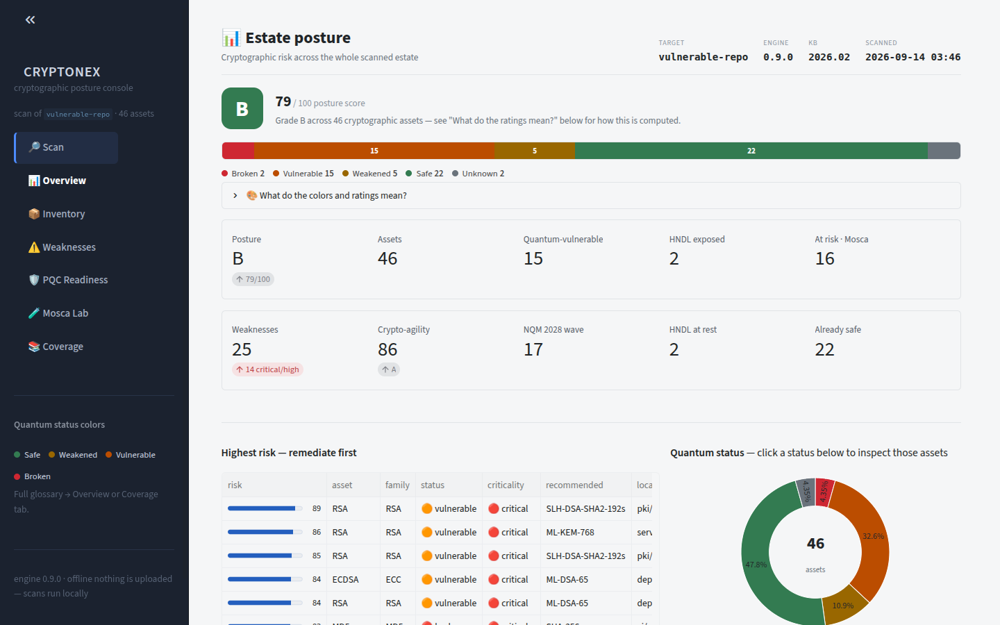 CRYPTONEX
cryptographic posture console
scan of vulnerable-repo · 46 assets
🔎 Scan
📊 Overview
📦 Inventory
⚠️ Weaknesses
🛡️ PQC Readiness
🧪 Mosca Lab
📚 Coverage
Quantum status colors
Safe Weakened Vulnerable
Broken
Full glossary → Overview or Coverage
tab.
engine 0.9.0 · offline nothing is uploaded
— scans run locally
📊 Estate posture
Cryptographic risk across the whole scanned estate
TARGET ENGINE KB SCANNED
vulnerable-repo 0.9.0 2026.02 2026-09-14 03:46
B
79 / 100 posture score
Grade B across 46 cryptographic assets — see "What do the ratings mean?" below for how this is computed.
15 5 22
Broken 2 Vulnerable 15 Weakened 5 Safe 22 Unknown 2
🎨 What do the colors and ratings mean?
Posture Assets Quantum-vulnerable HNDL exposed At risk · Mosca
B 46 15 2 16
↑ 79/100
Weaknesses Crypto-agility NQM 2028 wave HNDL at rest Already safe
25 86 17 2 22
↑ 14 critical/high ↑ A
Highest risk — remediate first
risk asset family status criticality recommended loca
89 RSA RSA 🟠 vulnerable 🔴 critical SLH-DSA-SHA2-192s pki/
86 RSA RSA 🟠 vulnerable 🔴 critical ML-KEM-768 serv
85 RSA RSA 🟠 vulnerable 🔴 critical SLH-DSA-SHA2-192s pki/
84 ECDSA ECC 🟠 vulnerable 🔴 critical ML-DSA-65 dep
84 RSA RSA 🟠 vulnerable 🔴 critical ML-DSA-65 dep
Quantum status — click a status below to inspect those assets
4.35% 4.35%
32.6%
46
assets
47.8%
10.9%